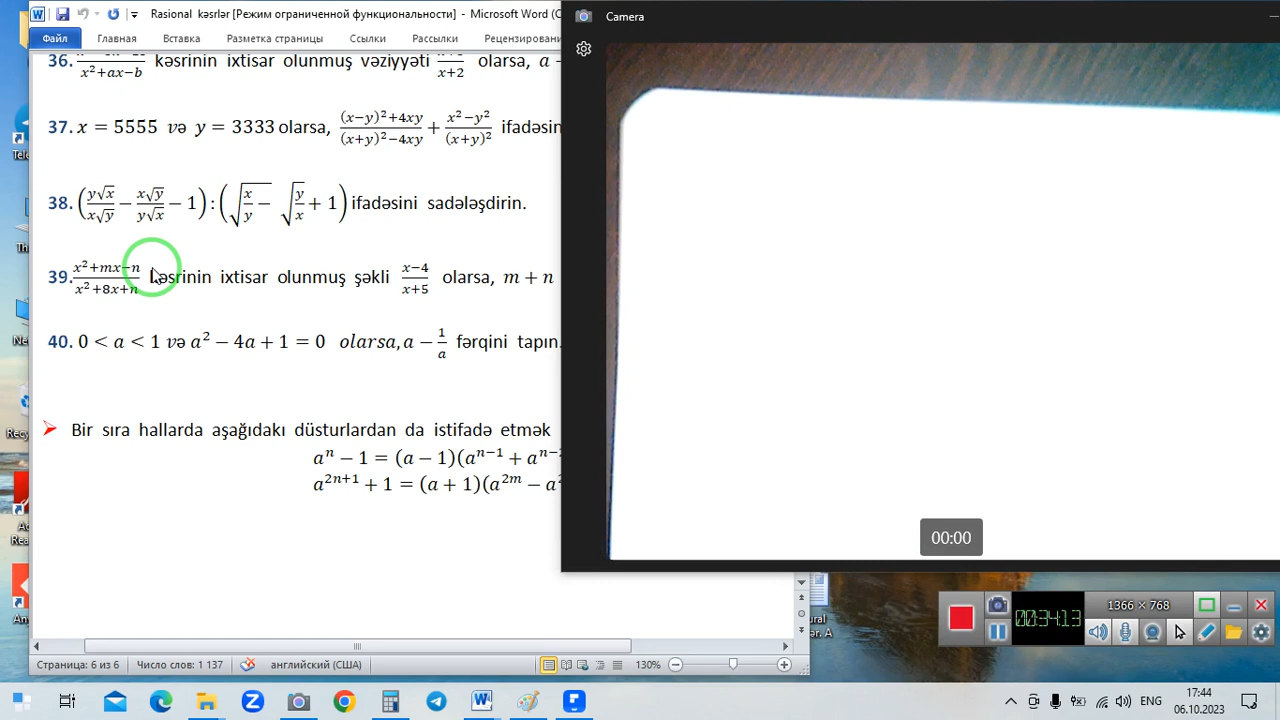 Rasional kəsrlər [Режим ограниченной функциональности] - Microsoft Word (С
Файл Главная Вставка Разметка страницы Ссылки Рассылки Рецензирован
36. x²+ax−b kəsrinin ixtisar olunmuş vəziyyəti x+2 olarsa, a −
37. x = 5555 və y = 3333 olarsa, (x−y)²+4xy/(x+y)²−4xy + x²−y²/(x+y)² ifadəsin
38. (y√x/x√y − x√y/y√x − 1) : (√x/y− √y/x + 1) ifadəsini sadələşdirin.
39. x²+mx−n/x²+8x+n kəsrinin ixtisar olunmuş şəkli x−4/x+5 olarsa, m + n
40. 0 < a < 1 və a² − 4a + 1 = 0 olarsa, a − 1/a fərqini tapın.
➢ Bir sıra hallarda aşağıdakı düsturlardan da istifadə etmək
aⁿ − 1 = (a − 1)(aⁿ⁻¹ + aⁿ⁻
a²ⁿ⁺¹ + 1 = (a + 1)(a²ᵐ − a²
Страница: 6 из 6 Число слов: 1 137 английский (США) 130%
Camera
00:00
00:34:13
1366 × 768
ENG
17:44
06.10.2023